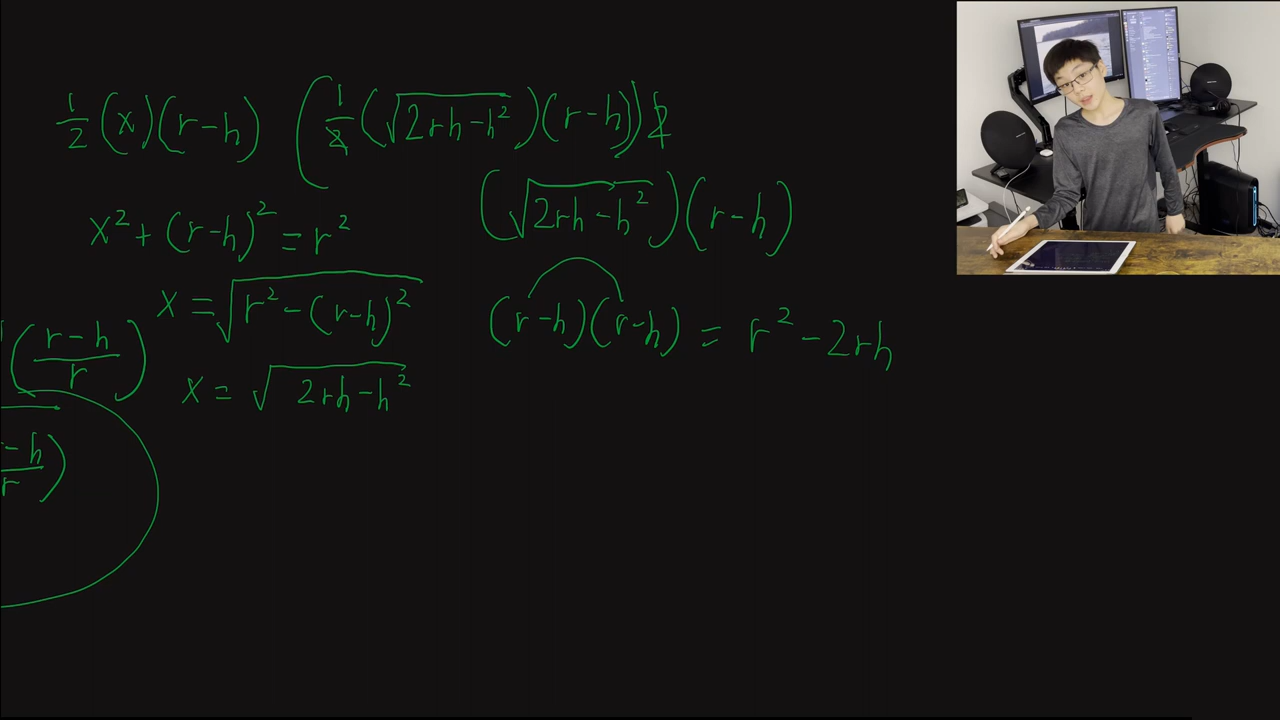 1/2 (x)(r-h) (1/2 (√(2rh-h²))(r-h)) 2
x² + (r-h)² = r²
(√(2rh-h²))(r-h)
x = √(r² - (r-h)²)
(r-h)(r-h) = r² - 2rh
(r-h/r)
x = √(2rh-h²)
-h/r)